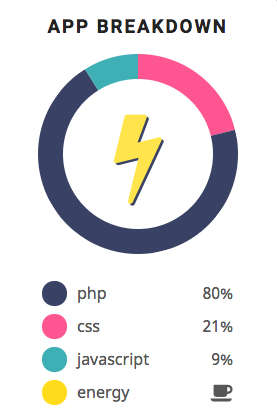 APP BREAKDOWN
php 80%
css 21%
javascript 9%
energy